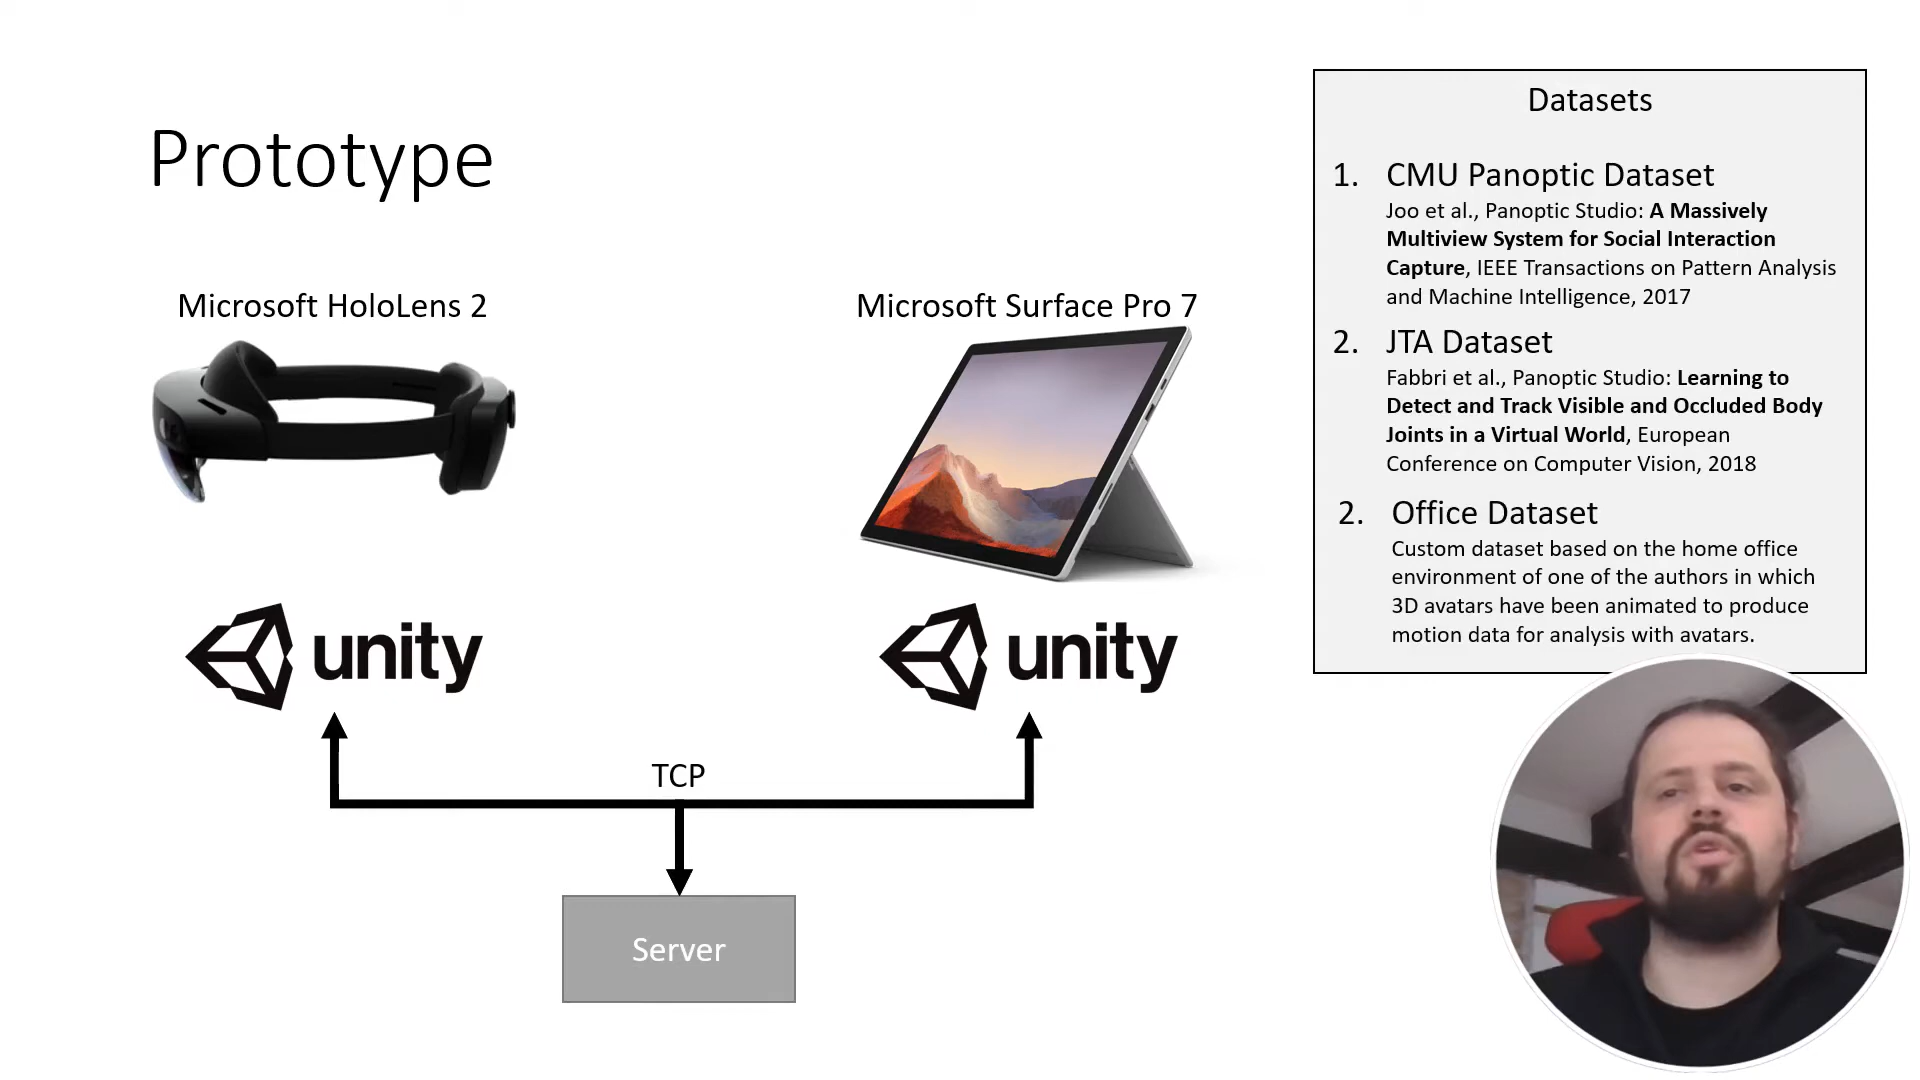 Prototype
Microsoft HoloLens 2
Microsoft Surface Pro 7
unity
unity
TCP
Server
Datasets
1. CMU Panoptic Dataset
Joo et al., Panoptic Studio: A Massively
Multiview System for Social Interaction
Capture, IEEE Transactions on Pattern Analysis
and Machine Intelligence, 2017
2. JTA Dataset
Fabbri et al., Panoptic Studio: Learning to
Detect and Track Visible and Occluded Body
Joints in a Virtual World, European
Conference on Computer Vision, 2018
2. Office Dataset
Custom dataset based on the home office
environment of one of the authors in which
3D avatars have been animated to produce
motion data for analysis with avatars.